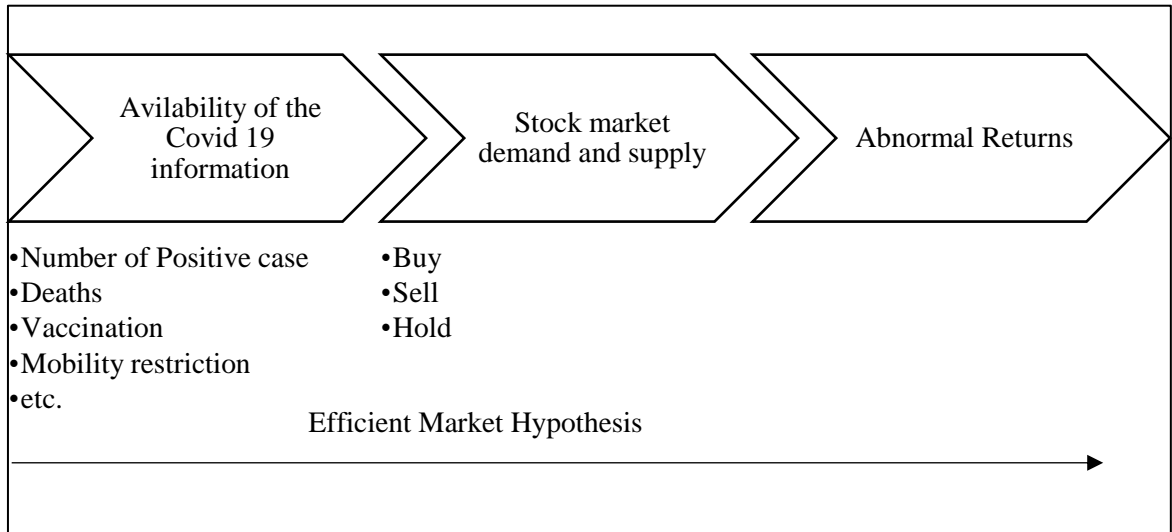 Avilability of the
Covid 19
information
Stock market
demand and supply
Abnormal Returns
•Number of Positive case
•Deaths
•Vaccination
•Mobility restriction
•etc.
•Buy
•Sell
•Hold
Efficient Market Hypothesis